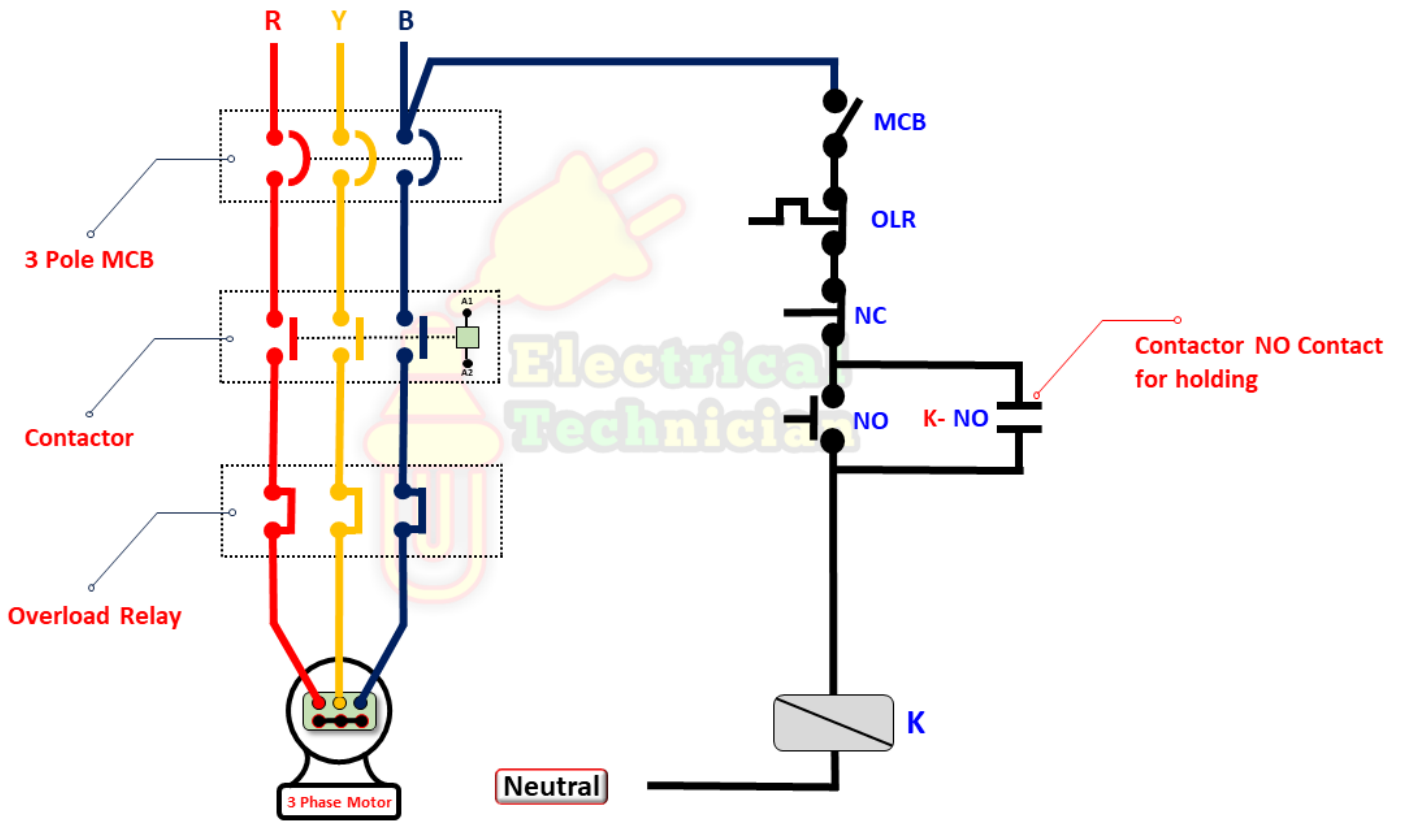 R Y B
MCB
3 Pole MCB
OLR
A1
NC
A2
Electrical
Technician
Contactor NO Contact
for holding
NO
K- NO
Contactor
Overload Relay
K
Neutral
3 Phase Motor